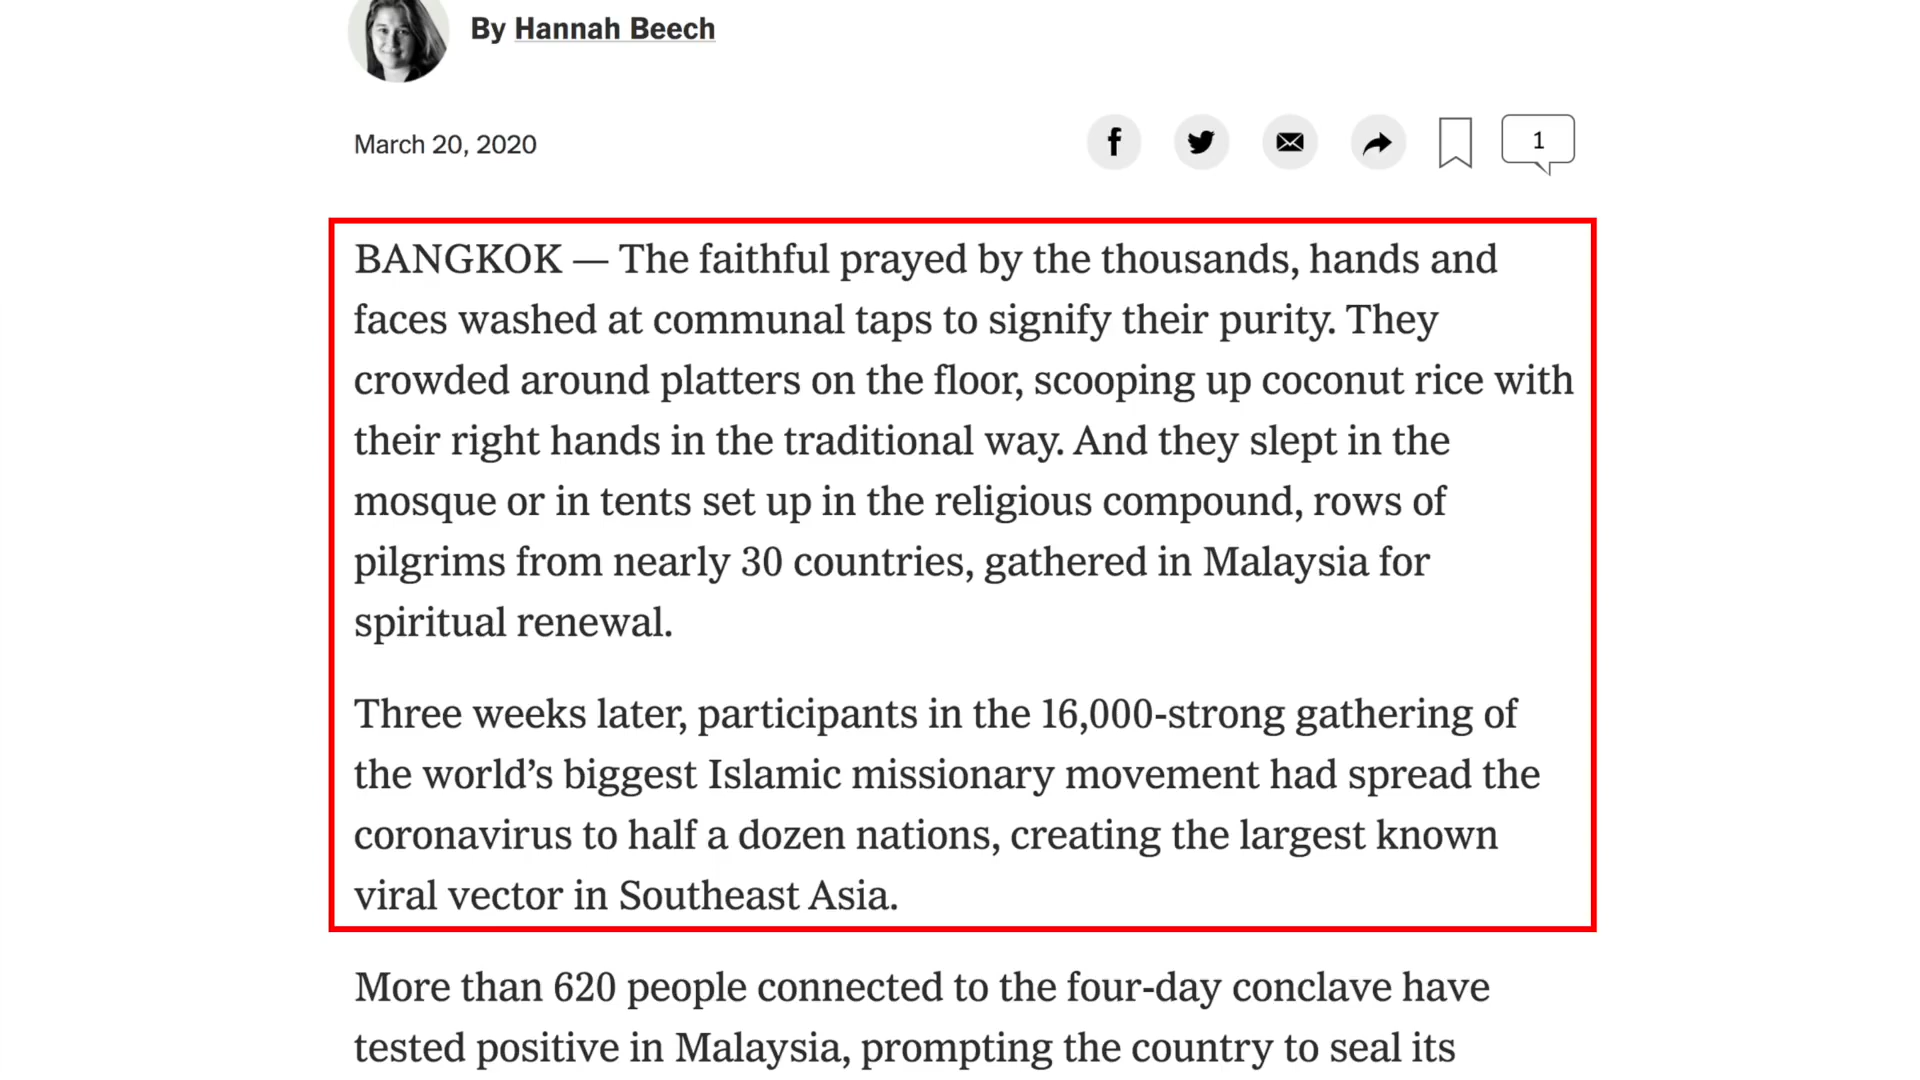 By Hannah Beech
March 20, 2020
1
BANGKOK — The faithful prayed by the thousands, hands and
faces washed at communal taps to signify their purity. They
crowded around platters on the floor, scooping up coconut rice with
their right hands in the traditional way. And they slept in the
mosque or in tents set up in the religious compound, rows of
pilgrims from nearly 30 countries, gathered in Malaysia for
spiritual renewal.
Three weeks later, participants in the 16,000-strong gathering of
the world’s biggest Islamic missionary movement had spread the
coronavirus to half a dozen nations, creating the largest known
viral vector in Southeast Asia.
More than 620 people connected to the four-day conclave have
tested positive in Malaysia, prompting the country to seal its